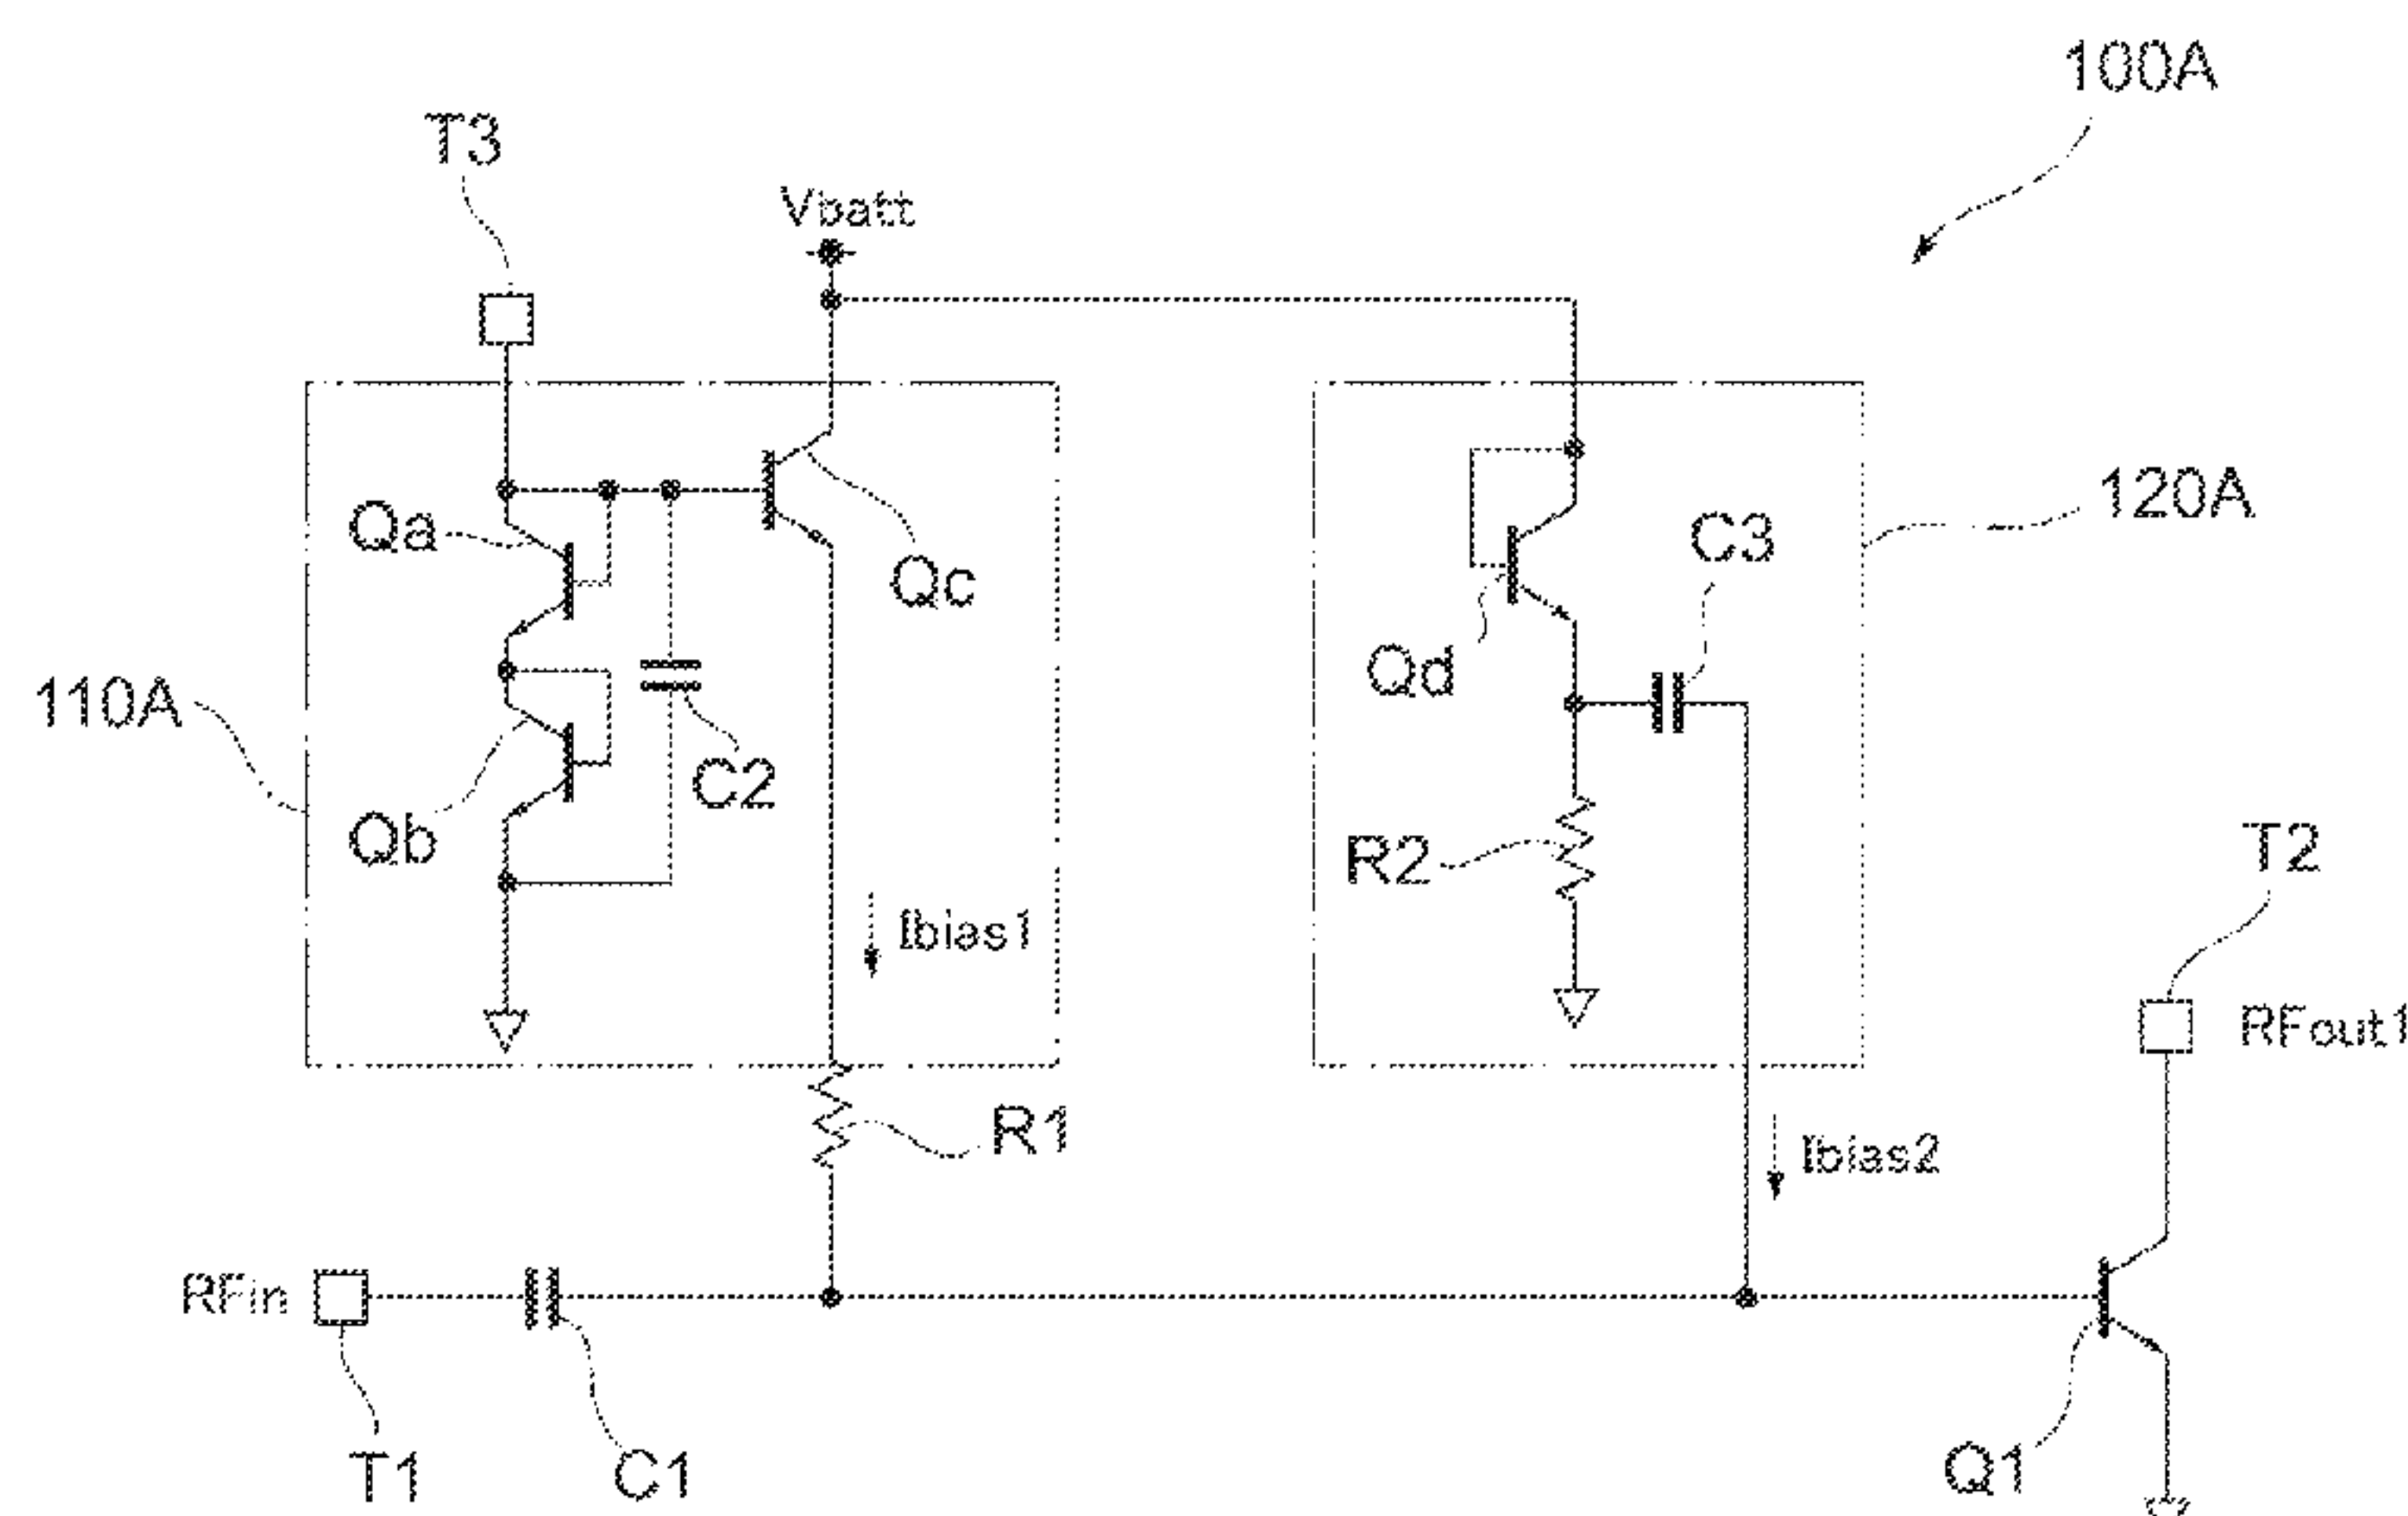 100A
T3
Vbatt
Qa
Qc
120A
C3
Qd
110A
C2
Qb
R2
T2
Ibias1
RFout1
R1
Ibias2
RFin
T1
C1
Q1